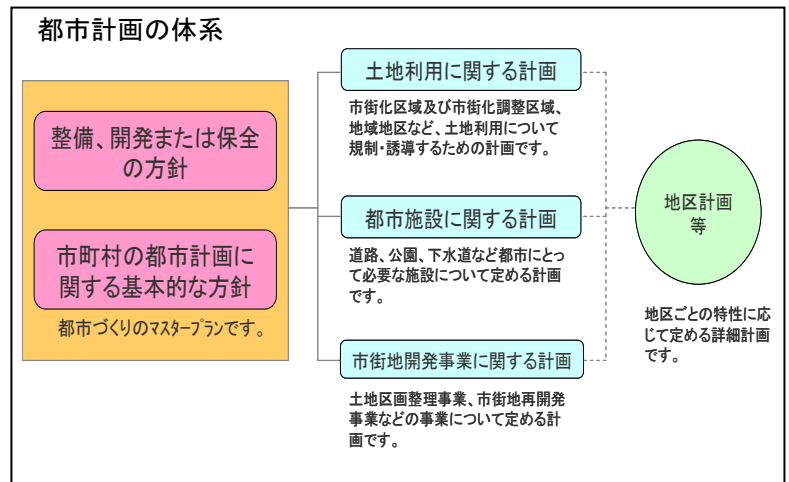 都市計画の体系
整備、開発または保全
の方針
市町村の都市計画に
関する基本的な方針
都市づくりのマスタープランです。
土地利用に関する計画
市街化区域及び市街化調整区域、
地域地区など、土地利用について
規制・誘導するための計画です。
都市施設に関する計画
道路、公園、下水道など都市にとっ
て必要な施設について定める計画
です。
市街地開発事業に関する計画
土地区画整理事業、市街地再開発
事業などの事業について定める計
画です。
地区計画
等
地区ごとの特性に応
じて定める詳細計画
です。